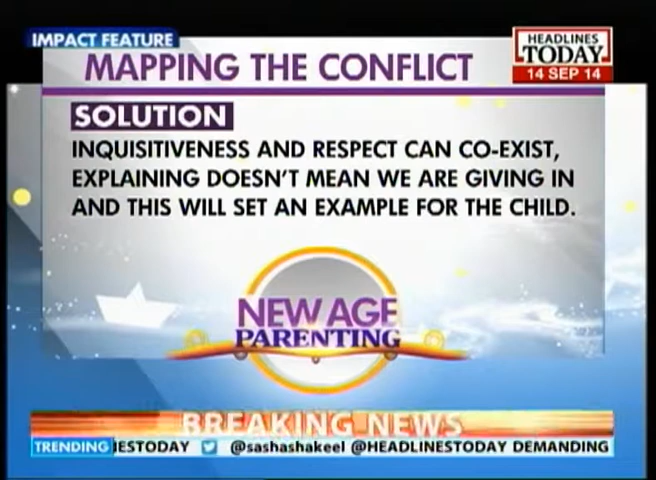 IMPACT FEATURE
HEADLINES
TODAY
14 SEP 14
MAPPING THE CONFLICT
SOLUTION
INQUISITIVENESS AND RESPECT CAN CO-EXIST,
EXPLAINING DOESN'T MEAN WE ARE GIVING IN
AND THIS WILL SET AN EXAMPLE FOR THE CHILD.
NEW AGE
PARENTING
BREAKING NEWS
TRENDING IESTODAY @sashashakeel @HEADLINESTODAY DEMANDING